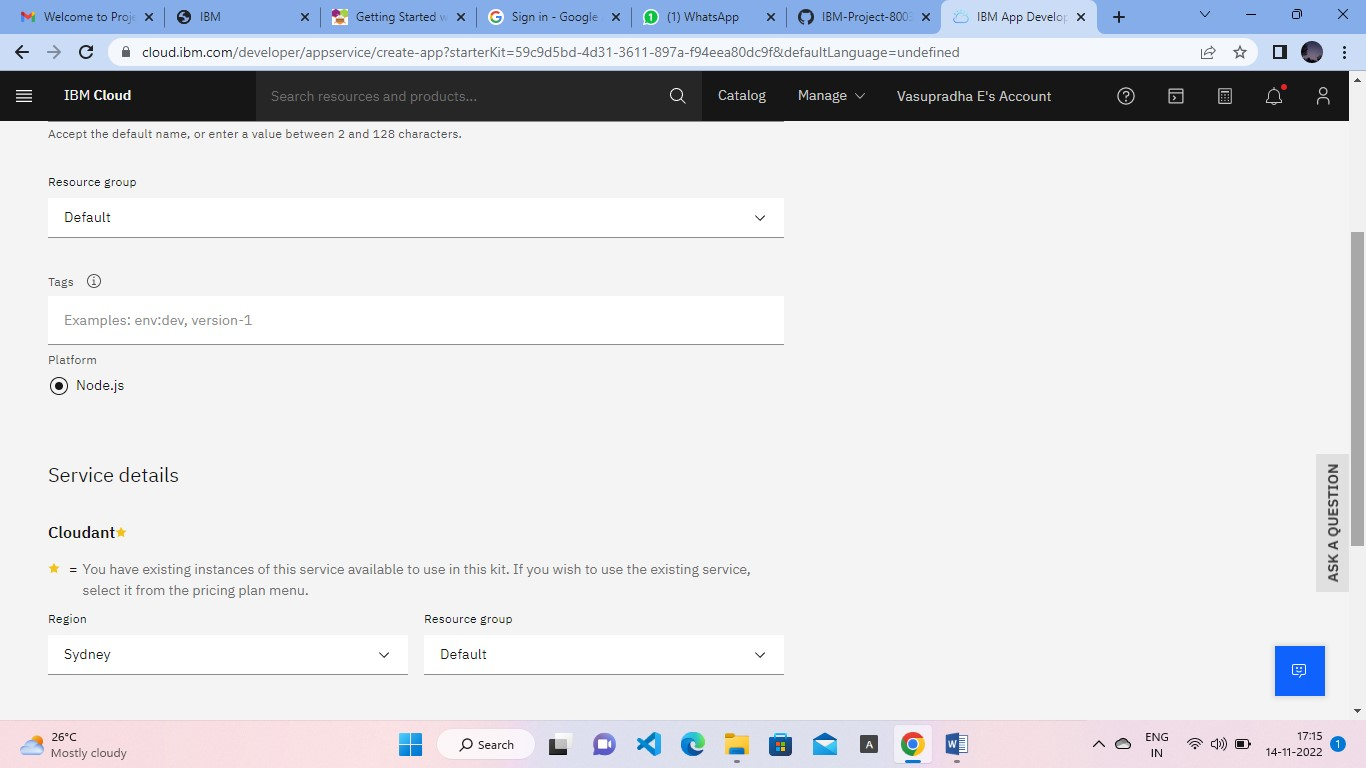 Welcome to Proje
IBM
Getting Started w
Sign in - Google
(1) WhatsApp
IBM-Project-8003
IBM App Develop
cloud.ibm.com/developer/appservice/create-app?starterKit=59c9d5bd-4d31-3611-897a-f94eea80dc9f&defaultLanguage=undefined
IBM Cloud
Search resources and products...
Catalog
Manage
Vasupradha E's Account
Accept the default name, or enter a value between 2 and 128 characters.
Resource group
Default
Tags
Examples: env:dev, version-1
Platform
Node.js
Service details
Cloudant
= You have existing instances of this service available to use in this kit. If you wish to use the existing service,
select it from the pricing plan menu.
Region
Resource group
Sydney
Default
ASK A QUESTION
26°C
Mostly cloudy
Search
A
ENG
IN
17:15
14-11-2022
1